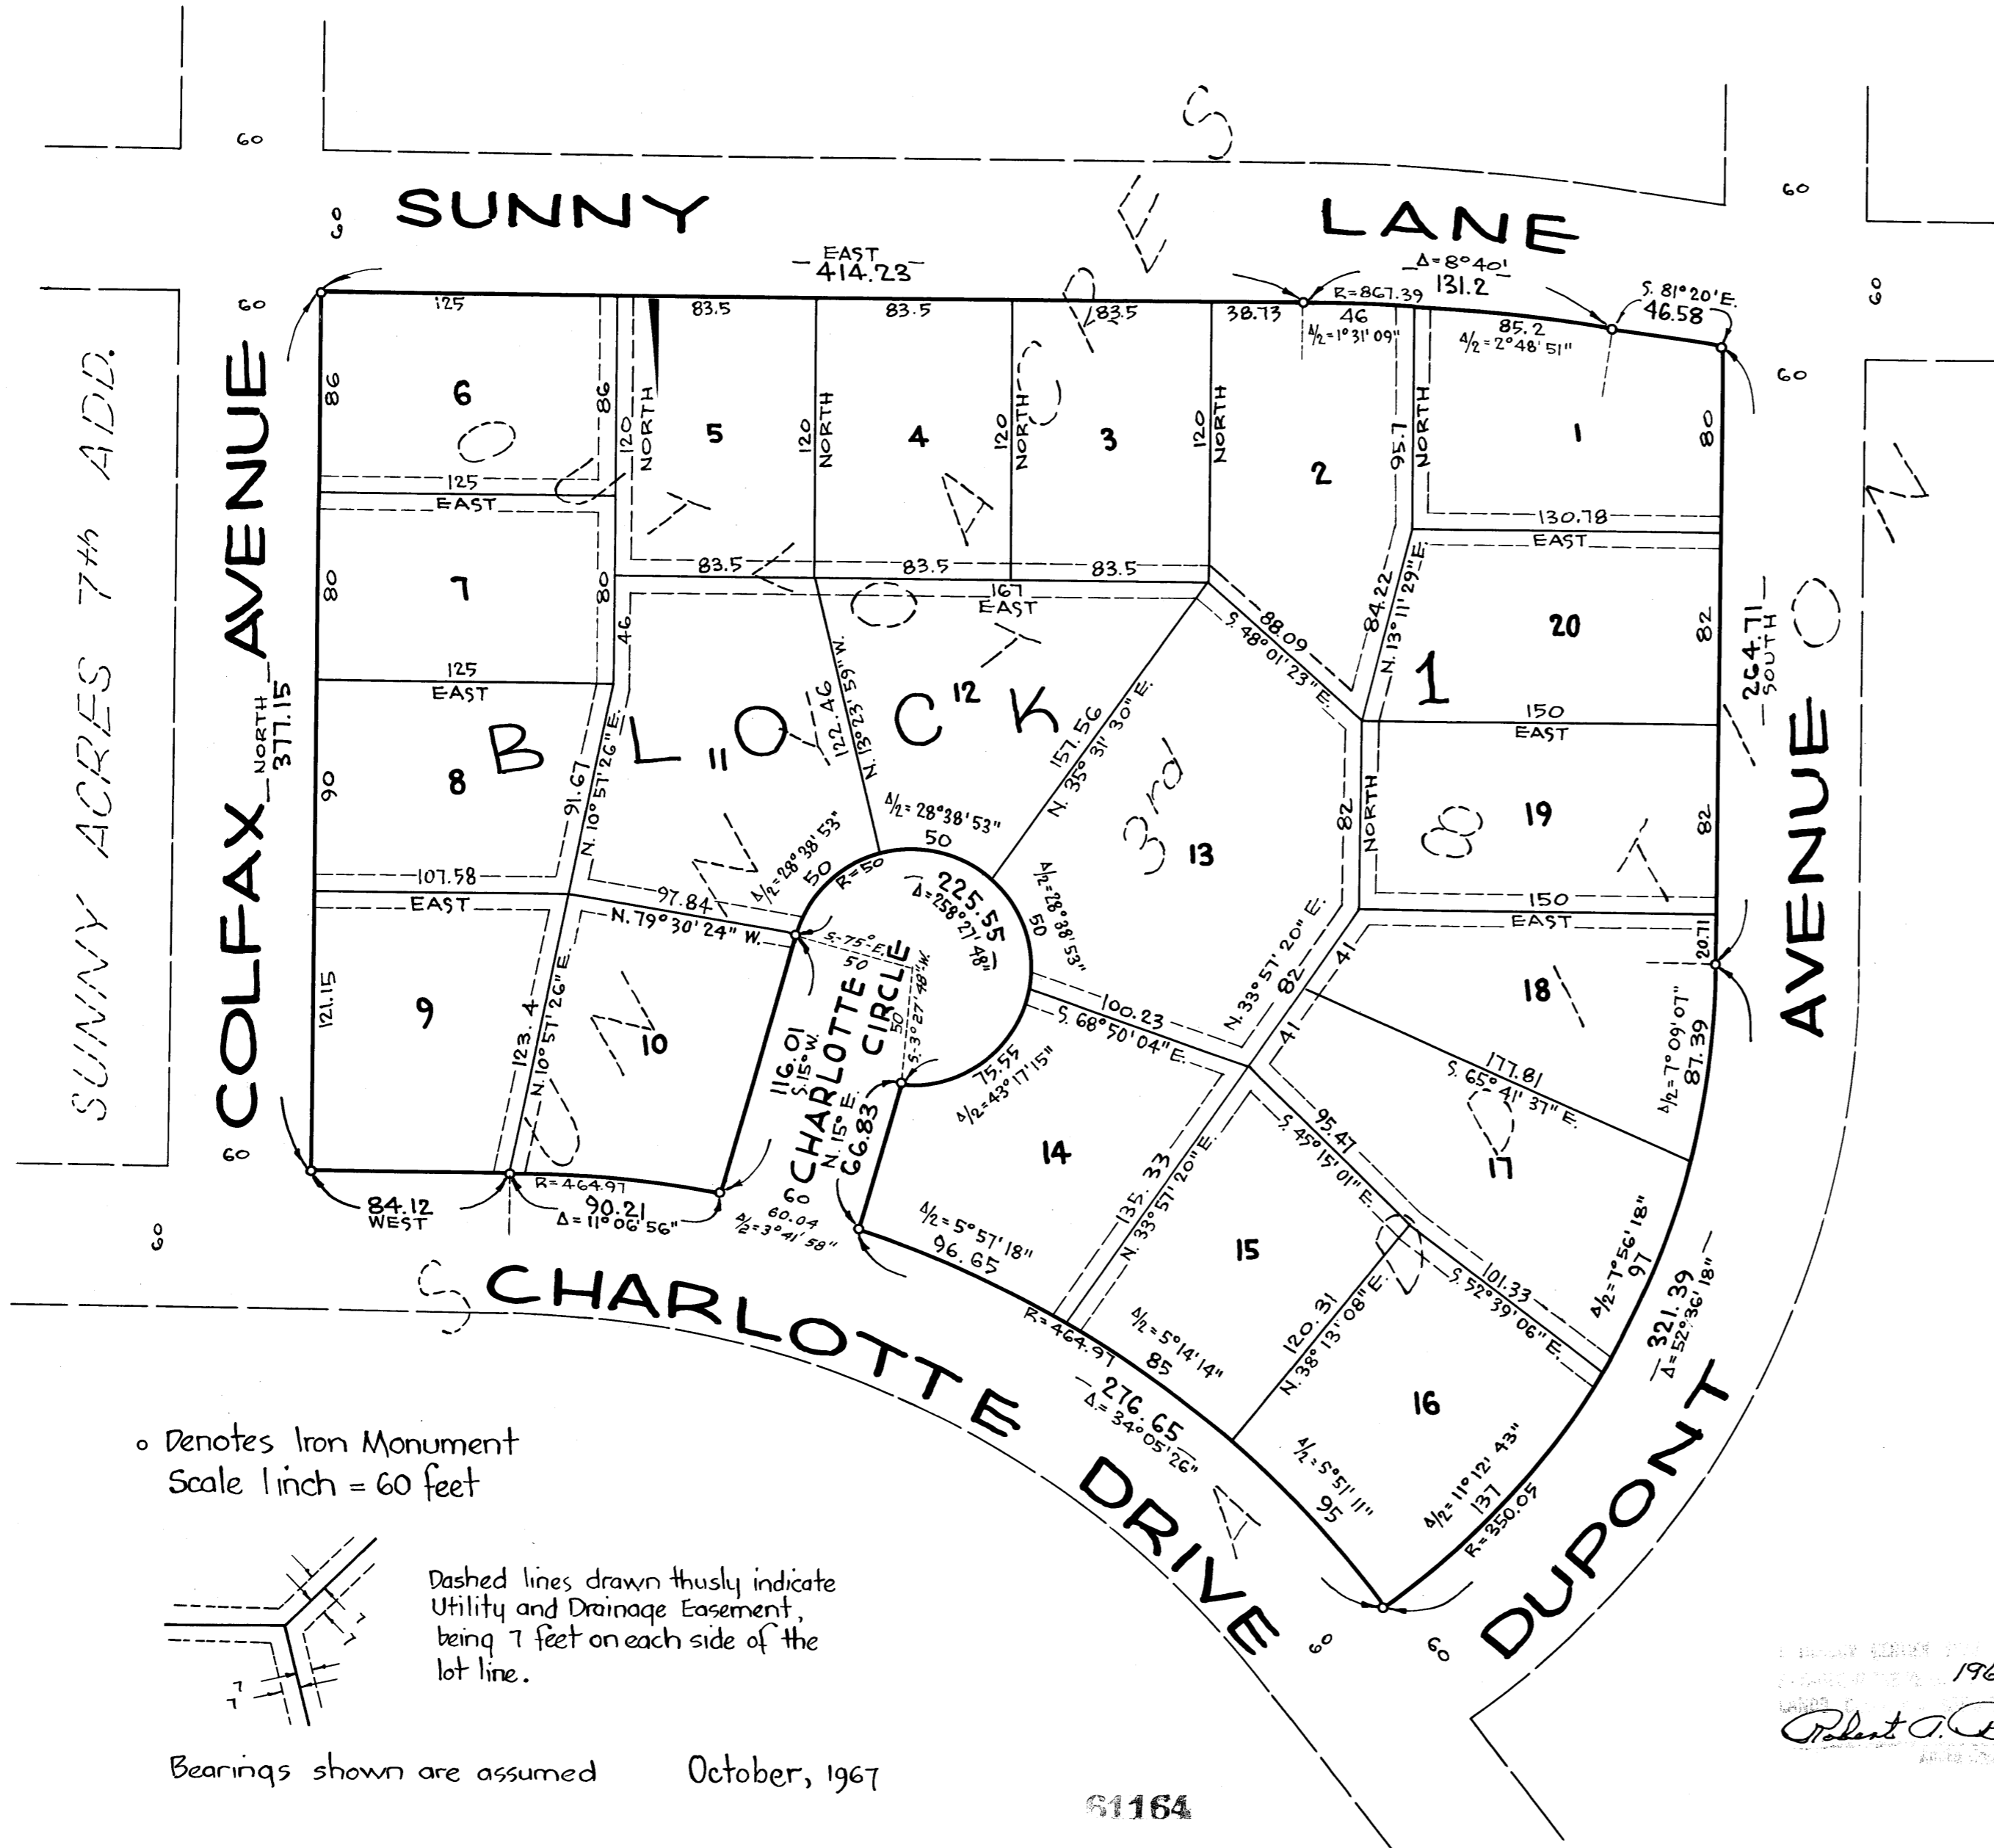 60
60
SUNNY LANE
60
60
60
60
60
EAST
414.23
Δ=8°40'
131.2
R=867.39
S. 81°20'E.
46.58
125
83.5
83.5
83.5
38.73
46
Δ/2=1°31'09"
85.2
Δ/2=2°48'51"
SUNNY ACRES 7th ADD.
COLFAX AVENUE
NORTH
377.15
86
6
86
120
NORTH
5
120
NORTH
4
120
NORTH
3
120
NORTH
2
95.7
NORTH
1
80
125
EAST
130.78
EAST
83.5
83.5
83.5
167
EAST
80
7
80
46
125
EAST
88.09
S. 48°01'23"E.
84.22
N. 13°11'29"E.
20
82
264.71
SOUTH
150
EAST
BLOCK 1
90
8
91.67
N. 10°57'26"E.
11
122.46
N. 13°23'59"W.
12
157.56
N. 35°31'30"E.
3rd
13
82
NORTH
19
82
107.58
EAST
97.84
N. 79°30'24"W.
Δ/2=28°38'53"
50
R=50
Δ/2=28°38'53"
50
Δ/2=28°38'53"
50
225.55
Δ=258°27'48"
150
EAST
20.71
121.15
9
123.4
N. 10°57'26"E.
10
116.01
S. 15°W.
CHARLOTTE CIRCLE
S-75°-E.
50
50
S-3°27'48"W.
N. 15°E.
66.83
75.55
Δ/2=43°17'15"
100.23
S. 68°50'04"E.
N. 33°57'20"E.
82
41
41
18
177.81
S. 65°41'37"E.
Δ/2=7°09'07"
87.39
AVENUE
60
60
84.12
WEST
R=464.97
90.21
Δ=11°06'56"
60
60.04
Δ/2=3°41'58"
14
Δ/2=5°57'18"
96.65
135.33
N. 33°57'20"E.
95.47
S. 45°15'01"E.
15
17
101.33
S. 52°39'06"E.
Δ/2=7°56'18"
97
321.39
Δ=52°36'18"
120.31
N. 38°13'08"E.
R=464.97
Δ/2=5°14'14"
85
276.65
Δ.=34°05'26"
16
Δ/2=5°51'11"
95
Δ/2=11°12'43"
137
R=350.05
CHARLOTTE DRIVE
DUPONT
60
60
o Denotes Iron Monument
Scale 1 inch = 60 feet
7
7
7
7
Dashed lines drawn thusly indicate
Utility and Drainage Easement,
being 7 feet on each side of the
lot line.
Bearings shown are assumed October, 1967
61164
196
Robert A.